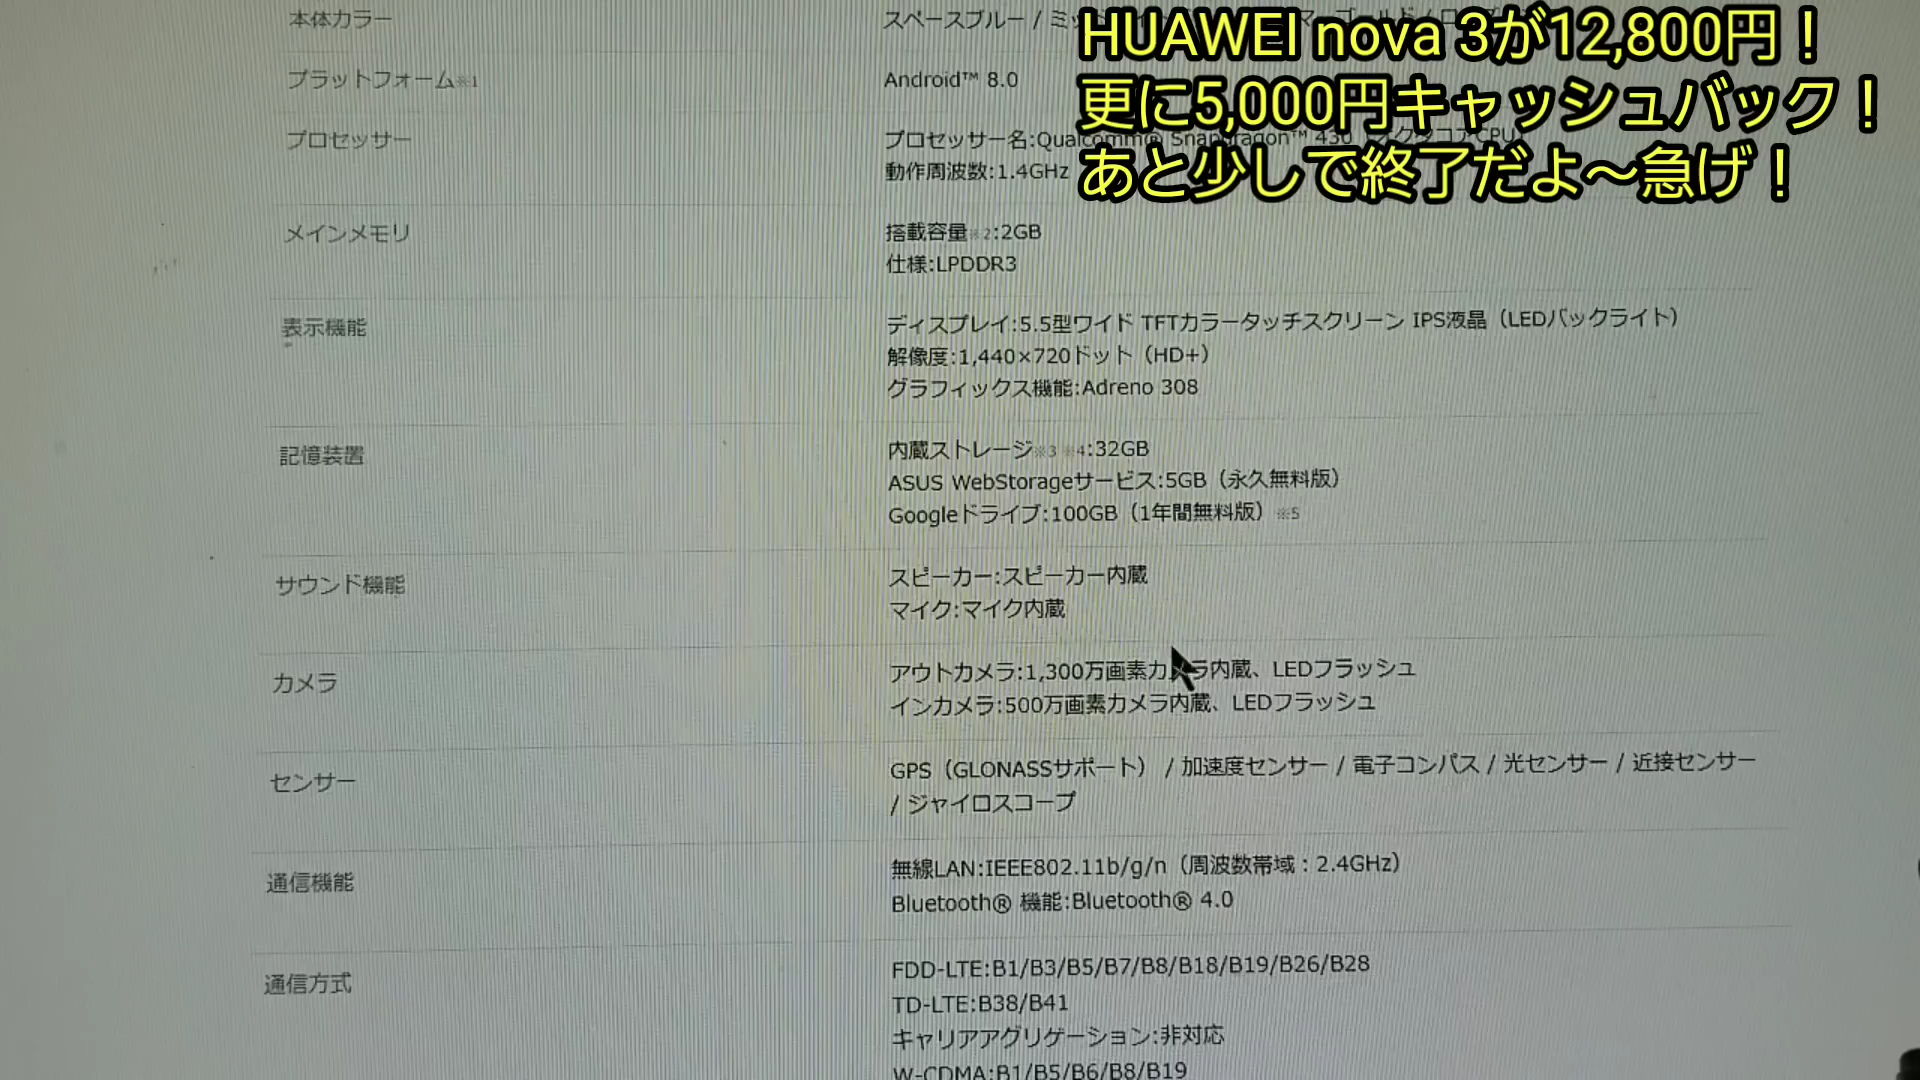 HUAWEI nova 3が12,800円！
更に5,000円キャッシュバック！
あと少しで終了だよ～急げ！
本体カラー
スペースブルー / ミッ
プラットフォーム※1
Android™ 8.0
プロセッサー
プロセッサー名:Qualcomm® Snapdragon™ 430（オクタコアCPU）
動作周波数:1.4GHz
メインメモリ
搭載容量※2:2GB
仕様:LPDDR3
表示機能
ディスプレイ:5.5型ワイド TFTカラータッチスクリーン IPS液晶（LEDバックライト）
解像度:1,440×720ドット（HD+）
グラフィックス機能:Adreno 308
記憶装置
内蔵ストレージ※3 ※4:32GB
ASUS WebStorageサービス:5GB（永久無料版）
Googleドライブ:100GB（1年間無料版）※5
サウンド機能
スピーカー:スピーカー内蔵
マイク:マイク内蔵
カメラ
アウトカメラ:1,300万画素カメラ内蔵、LEDフラッシュ
インカメラ:500万画素カメラ内蔵、LEDフラッシュ
センサー
GPS（GLONASSサポート） / 加速度センサー / 電子コンパス / 光センサー / 近接センサー
/ ジャイロスコープ
通信機能
無線LAN:IEEE802.11b/g/n（周波数帯域：2.4GHz）
Bluetooth® 機能:Bluetooth® 4.0
通信方式
FDD-LTE:B1/B3/B5/B7/B8/B18/B19/B26/B28
TD-LTE:B38/B41
キャリアアグリゲーション:非対応
W-CDMA:B1/B5/B6/B8/B19